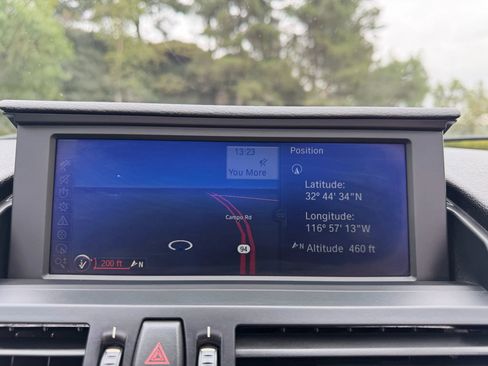 13:23
You More
Campo Rd
94
200 ft
N
Position
Latitude:
32° 44' 34"N
Longitude:
116° 57' 13"W
N Altitude 460 ft